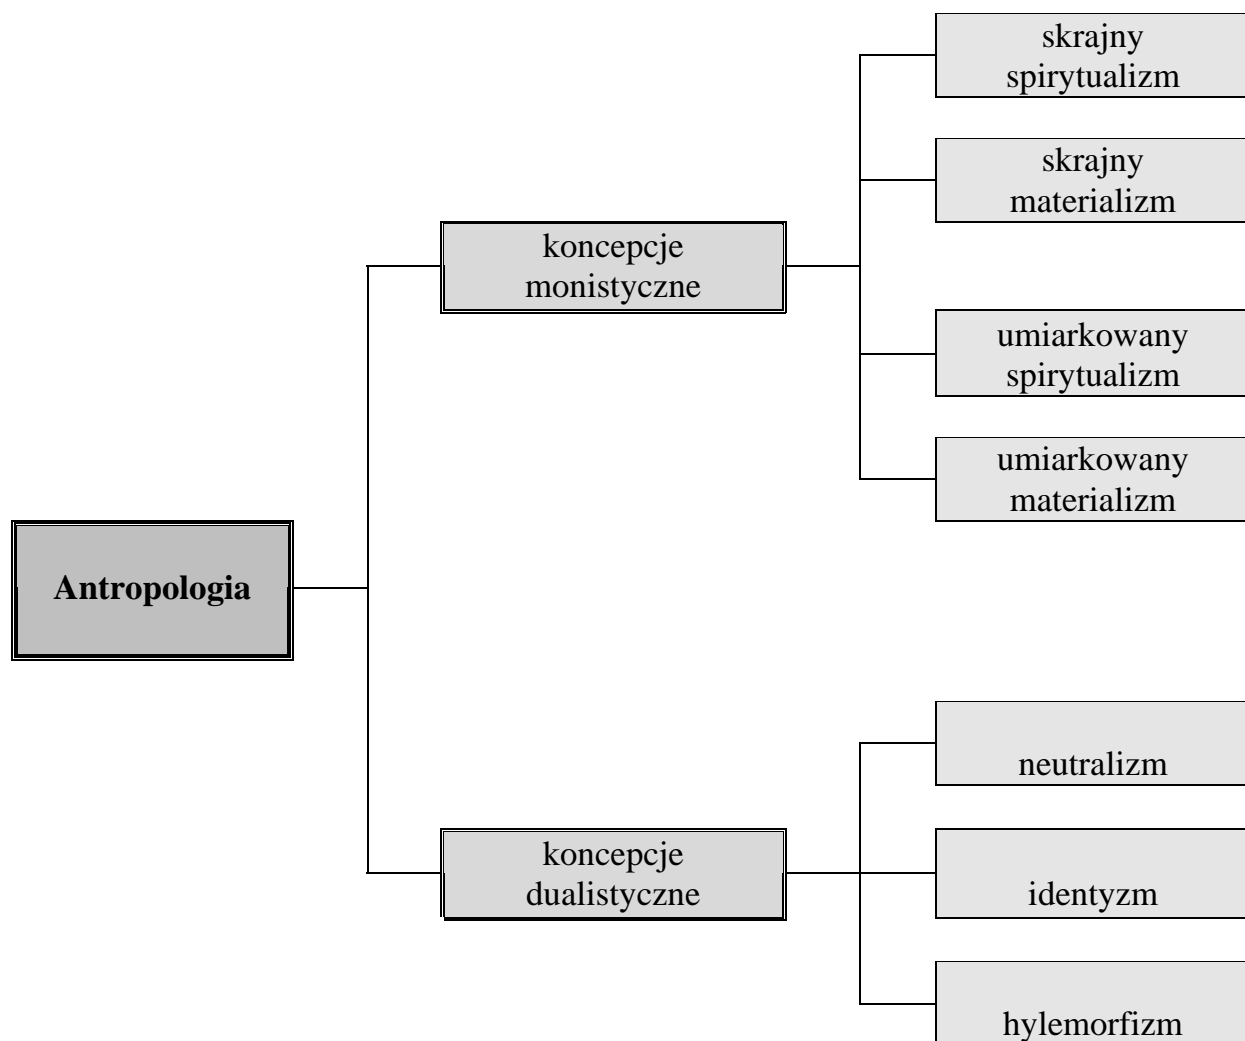 skrajny
spirytualizm
skrajny
materializm
koncepcje
monistyczne
umiarkowany
spirytualizm
umiarkowany
materializm
Antropologia
neutralizm
koncepcje
dualistyczne
identyzm
hylemorfizm